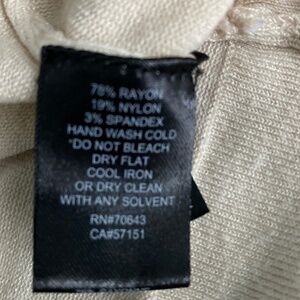 78% RAYON
19% NYLON
3% SPANDEX
HAND WASH COLD
"DO NOT BLEACH
DRY FLAT
COOL IRON
OR DRY CLEAN
WITH ANY SOLVENT
RN#70643
CA#57151